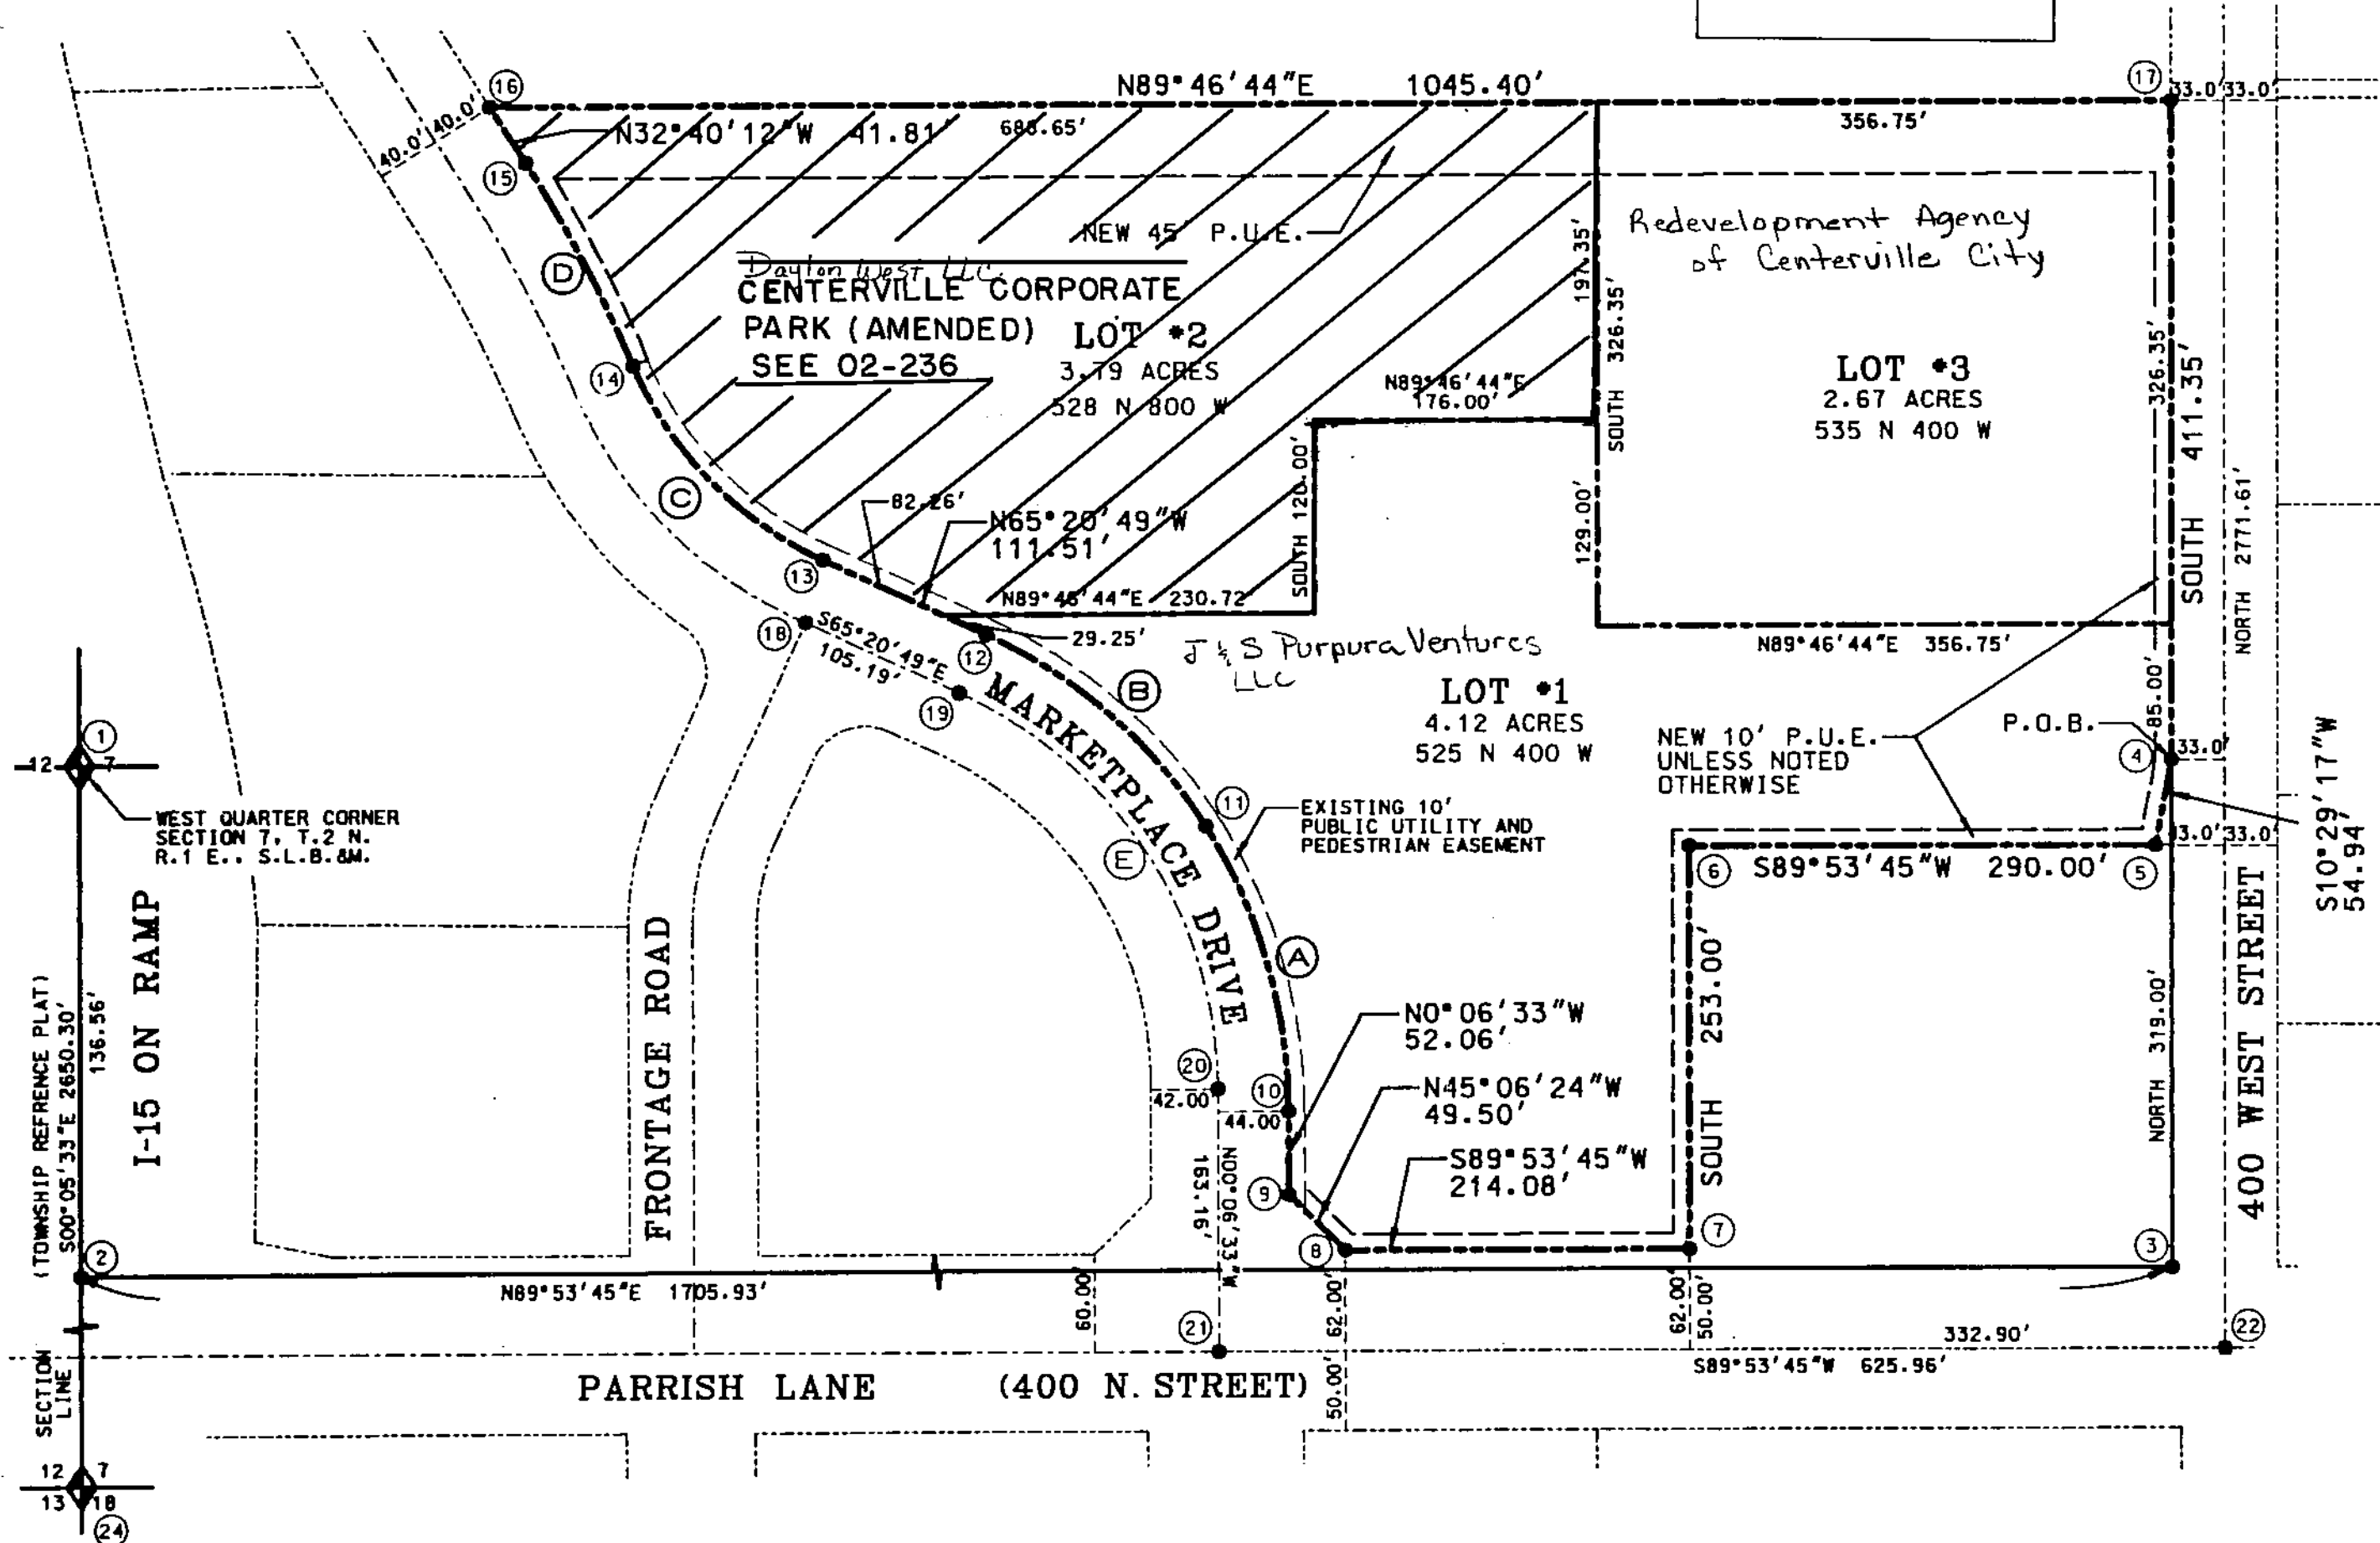 16
N89°46'44"E 1045.40'
17
33.0' 33.0'
40.0'
40.0'
N32°40'12"W 41.81'
688.65'
356.75'
15
NEW 45' P.U.E.
Redevelopment Agency
of Centerville City
197.35'
SOUTH 326.35'
D
Dayton West LLC.
CENTERVILLE CORPORATE
PARK (AMENDED)
SEE 02-236
LOT #2
3.79 ACRES
528 N 800 W
N89°46'44"E
176.00'
LOT #3
2.67 ACRES
535 N 400 W
326.35'
SOUTH 411.35'
14
C
82.26'
N65°20'49"W
111.51'
SOUTH 120.00'
129.00'
NORTH 2771.61'
13
N89°46'44"E 230.72
29.25'
18
S65°20'49"E
105.19'
12
19
J & S Purpura Ventures
LLC
B
N89°46'44"E 356.75'
LOT #1
4.12 ACRES
525 N 400 W
NEW 10' P.U.E.
UNLESS NOTED
OTHERWISE
85.00'
P.O.B.
4
33.0'
S10°29'17"W
54.94'
1
12
7
WEST QUARTER CORNER
SECTION 7, T.2 N.
R.1 E., S.L.B.&M.
MARKETPLACE DRIVE
11
EXISTING 10'
PUBLIC UTILITY AND
PEDESTRIAN EASEMENT
E
6
S89°53'45"W 290.00'
5
33.0'
I-15 ON RAMP
FRONTAGE ROAD
A
SOUTH 253.00'
NORTH 319.00'
400 WEST STREET
(TOWNSHIP REFERENCE PLAT)
S00°05'33"E 2650.30'
136.56'
N0°06'33"W
52.06'
20
42.00
10
44.00
N45°06'24"W
49.50'
S89°53'45"W
214.08'
N00°06'33"W
163.16'
9
8
7
3
2
N89°53'45"E 1705.93'
60.00'
62.00'
62.00'
50.00'
21
22
332.90'
S89°53'45"W 625.96'
SECTION
LINE
PARRISH LANE (400 N. STREET)
50.00'
12
7
13
18
24